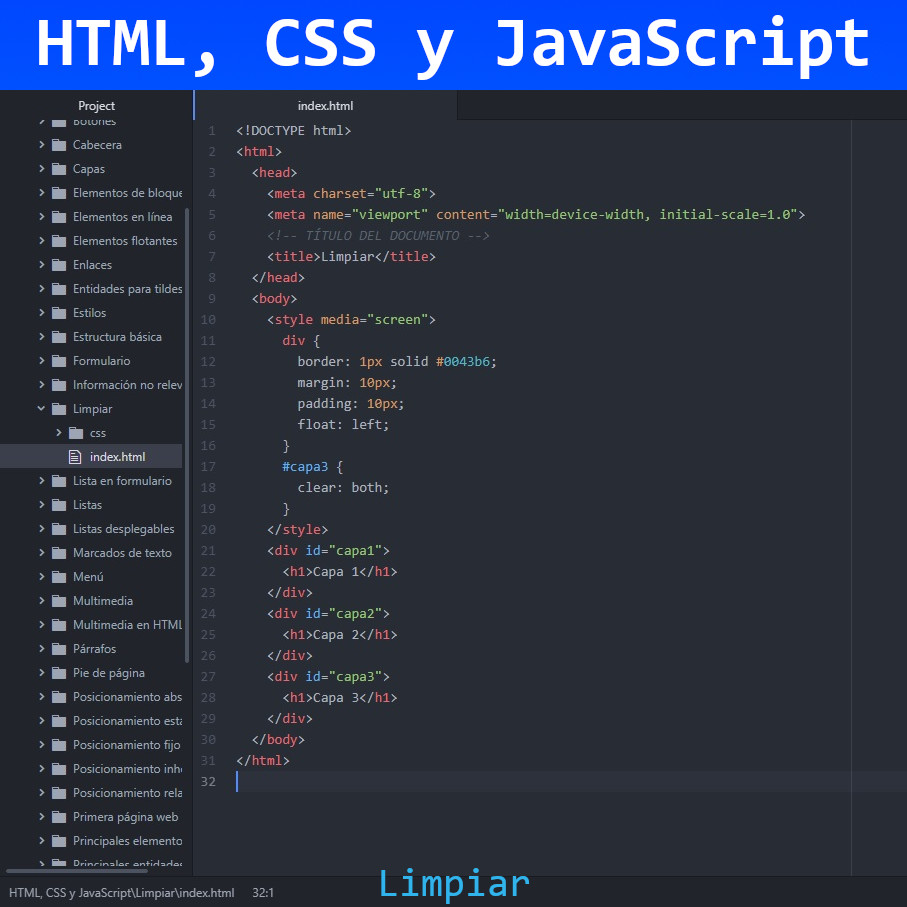 HTML, CSS y JavaScript
Project
index.html
Botones
Cabecera
Capas
Elementos de bloque
Elementos en línea
Elementos flotantes
Enlaces
Entidades para tildes
Estilos
Estructura básica
Formulario
Información no relev
Limpiar
css
index.html
Lista en formulario
Listas
Listas desplegables
Marcados de texto
Menú
Multimedia
Multimedia en HTML
Párrafos
Pie de página
Posicionamiento abs
Posicionamiento está
Posicionamiento fijo
Posicionamiento inhe
Posicionamiento rela
Primera página web
Principales elemento
Principales entidades
1 <!DOCTYPE html>
2 <html>
3 <head>
4 <meta charset="utf-8">
5 <meta name="viewport" content="width=device-width, initial-scale=1.0">
6 <!-- TÍTULO DEL DOCUMENTO -->
7 <title>Limpiar</title>
8 </head>
9 <body>
10 <style media="screen">
11 div {
12 border: 1px solid #0043b6;
13 margin: 10px;
14 padding: 10px;
15 float: left;
16 }
17 #capa3 {
18 clear: both;
19 }
20 </style>
21 <div id="capa1">
22 <h1>Capa 1</h1>
23 </div>
24 <div id="capa2">
25 <h1>Capa 2</h1>
26 </div>
27 <div id="capa3">
28 <h1>Capa 3</h1>
29 </div>
30 </body>
31 </html>
32
HTML, CSS y JavaScript\Limpiar\index.html 32:1
Limpiar